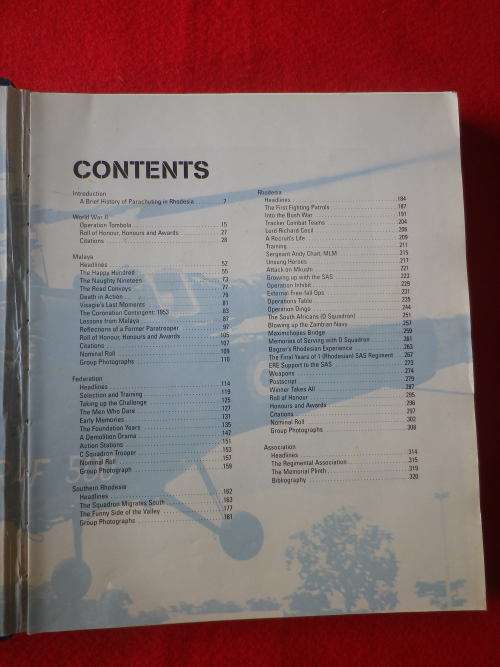 CONTENTS
Introduction
A Brief History of Parachuting in Rhodesia 7
World War II
Operation Tombola 15
Roll of Honour, Honours and Awards 27
Citations 28
Malaya
Headlines 52
The Happy Hundred 55
The Naughty Nineteen
The Road Convoys
Death in Action 79
Visagie's Last Moments 81
The Coronation Contingent: 1953 83
Lessons from Malaya 87
Reflections of a Former Paratrooper 97
Roll of Honour, Honours and Awards 105
Citations 107
Nominal Roll 109
Group Photographs 110
Federation
Headlines 114
Selection and Training 119
Taking up the Challenge 125
The Men Who Dare 127
Early Memories 131
The Foundation Years 135
A Demolition Drama 147
Action Stations 151
C Squadron Trooper 153
Nominal Roll 157
Group Photograph 159
Southern Rhodesia
Headlines 162
The Squadron Migrates South 163
The Funny Side of the Valley 177
Group Photographs 181
Rhodesia
Headlines 184
The First Fighting Patrols 187
Into the Bush War 191
Tracker Combat Teams 204
Lord Richard Cecil 206
A Recruit's Life 209
Training 211
Sergeant Andy Chait, MLM 215
Unsung Heroes 217
Attack on Mkushi 221
Growing up with the SAS 223
Operation Inhibit 229
External Free-fall Ops 231
Operations Table 235
Operation Dingo 244
The South Africans (D Squadron) 251
Blowing up the Zambian Navy 257
Matimchopes Bridge 259
Memories of Serving with D Squadron 261
Bagzer's Rhodesian Experience 263
The Final Years of 1 (Rhodesian) SAS Regiment 267
ERE Support to the SAS 273
Weapons 274
Postscript 279
Winner Takes All 287
Roll of Honour 295
Honours and Awards 296
Citations 297
Nominal Roll 302
Group Photographs 308
Association
Headlines 314
The Regimental Association 315
The Memorial Plinth 319
Bibliography 320